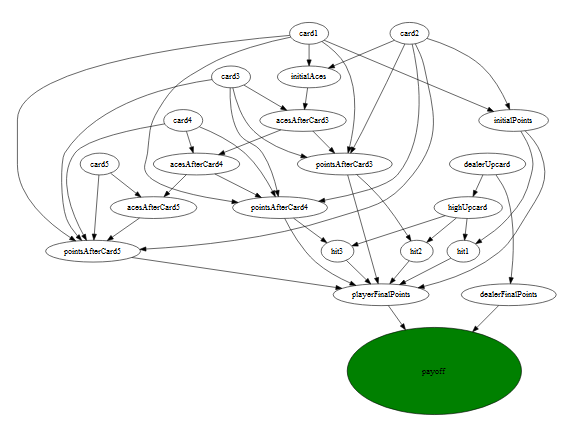 card1
card2
card3
initialAces
card4
acesAfterCard3
initialPoints
card5
acesAfterCard4
pointsAfterCard3
dealerUpcard
acesAfterCard5
pointsAfterCard4
highUpcard
pointsAfterCard5
hit3
hit2
hit1
playerFinalPoints
dealerFinalPoints
payoff